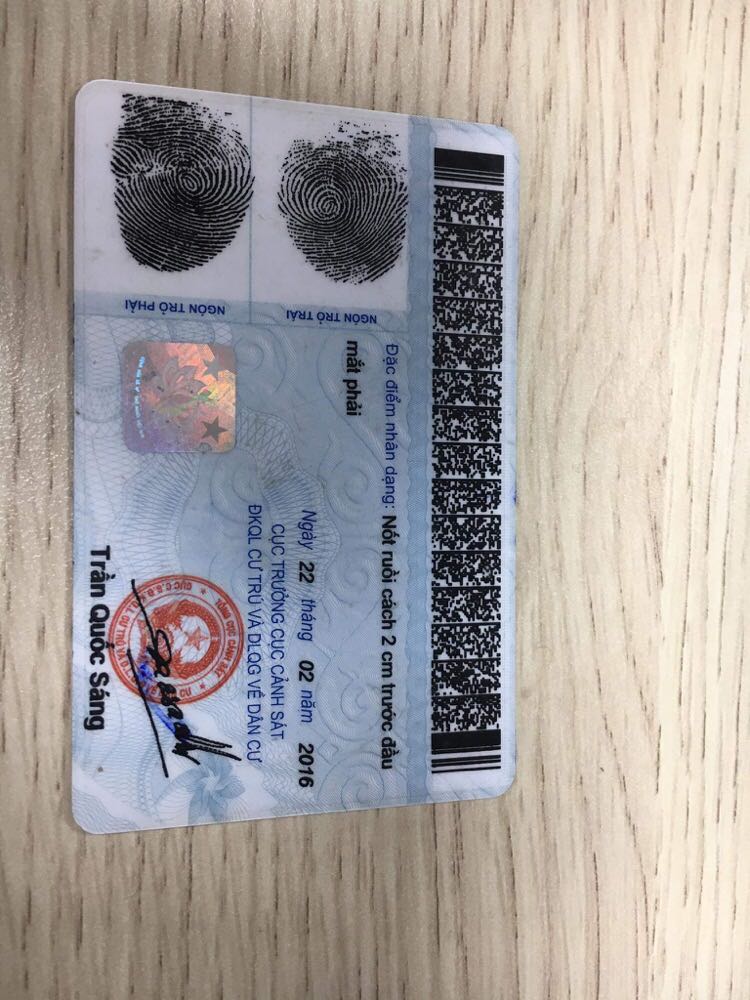 Đặc điểm nhân dạng: Nốt ruồi cách 2 cm trước đầu
mắt phải
NGÓN TRỎ TRÁI
NGÓN TRỎ PHẢI
Ngày 22 tháng 02 năm 2016
CỤC TRƯỞNG CỤC CẢNH SÁT
ĐKQL CƯ TRÚ VÀ DLQG VỀ DÂN CƯ
TỔNG CỤC CẢNH SÁT
Trần Quốc Sáng